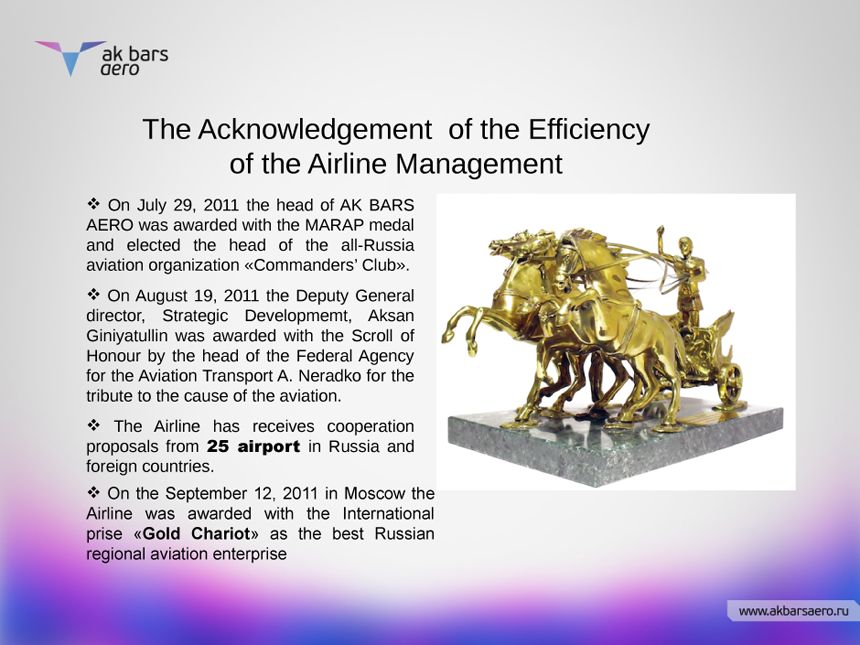 ak bars
aero
The Acknowledgement of the Efficiency
of the Airline Management
❖ On July 29, 2011 the head of AK BARS
AERO was awarded with the MARAP medal
and elected the head of the all-Russia
aviation organization «Commanders’ Club».
❖ On August 19, 2011 the Deputy General
director, Strategic Developmemt, Aksan
Giniyatullin was awarded with the Scroll of
Honour by the head of the Federal Agency
for the Aviation Transport A. Neradko for the
tribute to the cause of the aviation.
❖ The Airline has receives cooperation
proposals from 25 airport in Russia and
foreign countries.
❖ On the September 12, 2011 in Moscow the
Airline was awarded with the International
prise «Gold Chariot» as the best Russian
regional aviation enterprise
www.akbarsaero.ru